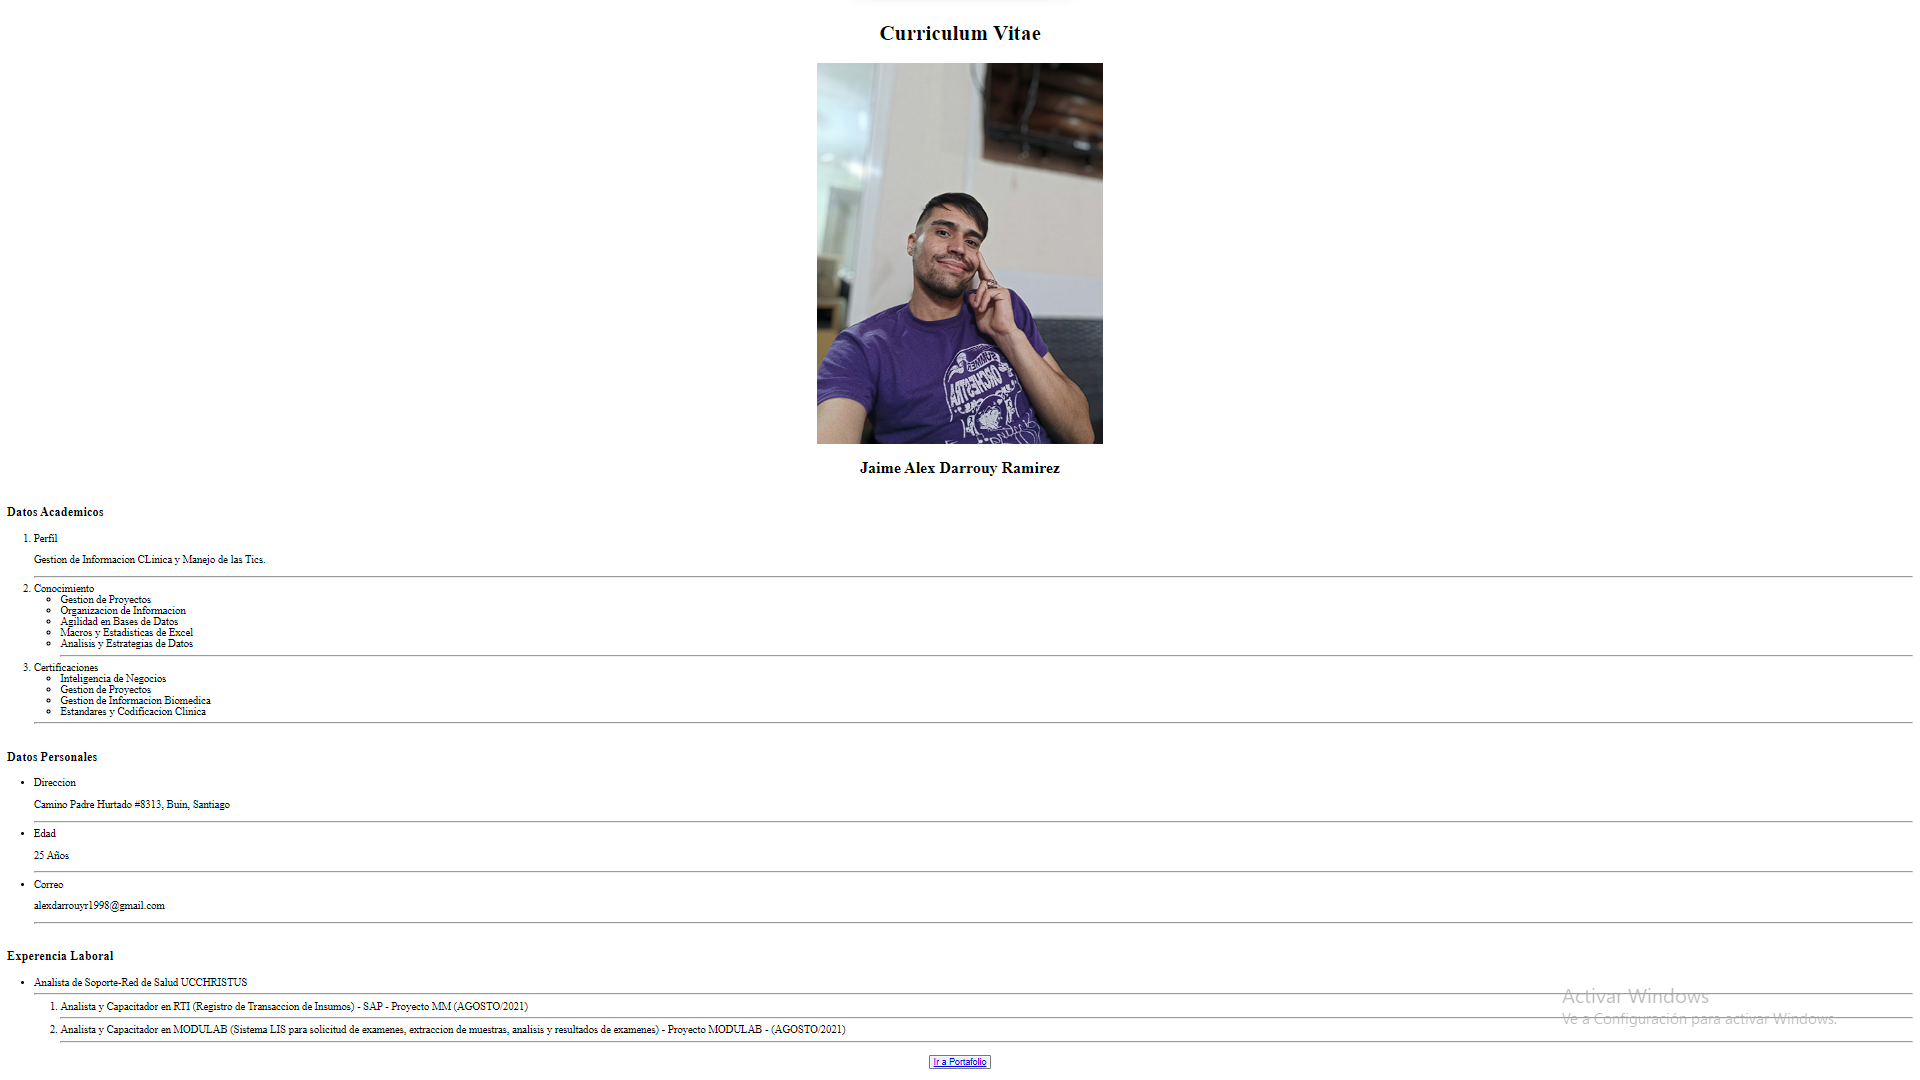 Curriculum Vitae
ORCHESTRA
Jaime Alex Darrouy Ramirez
Datos Academicos
1. Perfil
Gestion de Informacion CLinica y Manejo de las Tics.
2. Conocimiento
Gestion de Proyectos
Organizacion de Informacion
Agilidad en Bases de Datos
Macros y Estadisticas de Excel
Analisis y Estrategias de Datos
3. Certificaciones
Inteligencia de Negocios
Gestion de Proyectos
Gestion de Informacion Biomedica
Estandares y Codificacion Clinica
Datos Personales
Direccion
Camino Padre Hurtado #8313, Buin, Santiago
Edad
25 Años
Correo
alexdarrouyr1998@gmail.com
Experencia Laboral
Analista de Soporte-Red de Salud UCCHRISTUS
1. Analista y Capacitador en RTI (Registro de Transaccion de Insumos) - SAP - Proyecto MM (AGOSTO/2021)
2. Analista y Capacitador en MODULAB (Sistema LIS para solicitud de examenes, extraccion de muestras, analisis y resultados de examenes) - Proyecto MODULAB - (AGOSTO/2021)
Activar Windows
Ve a Configuración para activar Windows.
Ir a Portafolio